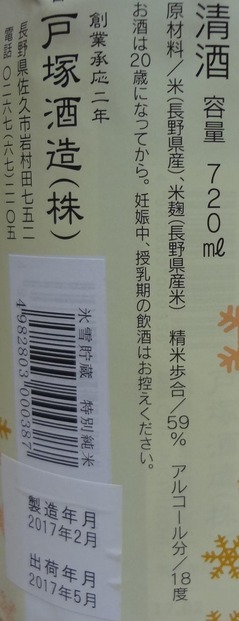 清酒 容量 720㎖
原材料/米(長野県産)、米麹(長野県産米) 精米歩合/59% アルコール分/18度
お酒は20歳になってから。妊娠中、授乳期の飲酒はお控えください。
創業承応二年
戸塚酒造(株)
長野県佐久市岩村田七五二
電話 〇二六七(六七)二一〇五
氷雪貯蔵 特別純米
4982803000387
製造年月
2017年2月
出荷年月
2017年5月